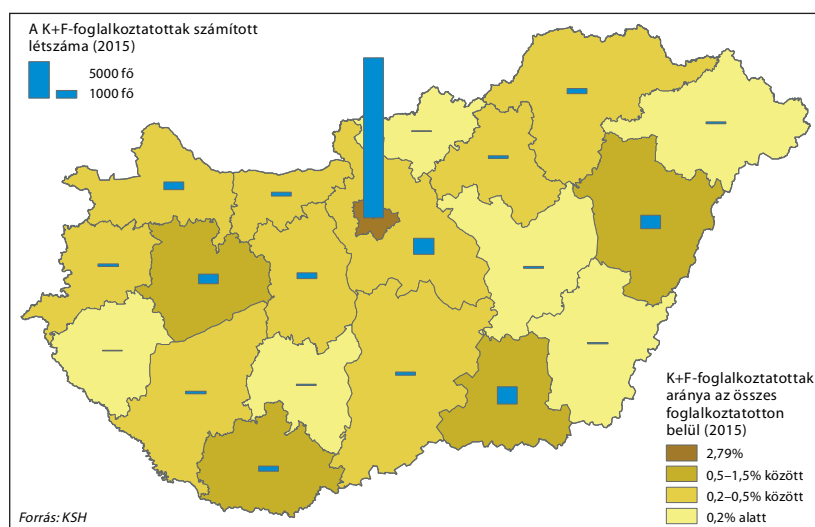 A K+F-foglalkoztatottak számított
létszáma (2015)
5000 fő
1000 fő
K+F-foglalkoztatottak
aránya az összes
foglalkoztatotton
belül (2015)
2,79%
0,5–1,5% között
0,2–0,5% között
0,2% alatt
Forrás: KSH